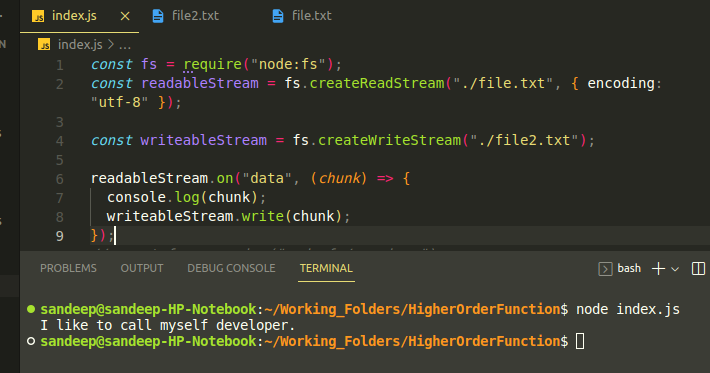 N
JS index.js ×
file2.txt
file.txt
JS index.js > ...
1 const fs = require("node:fs");
2 const readableStream = fs.createReadStream("./file.txt", { encoding:
"utf-8" });
3
4 const writeableStream = fs.createWriteStream("./file2.txt");
5
6 readableStream.on("data", (chunk) => {
7 console.log(chunk);
8 writeableStream.write(chunk);
9 });
PROBLEMS OUTPUT DEBUG CONSOLE TERMINAL bash
sandeep@sandeep-HP-Notebook:~/Working_Folders/HigherOrderFunction$ node index.js
I like to call myself developer.
sandeep@sandeep-HP-Notebook:~/Working_Folders/HigherOrderFunction$